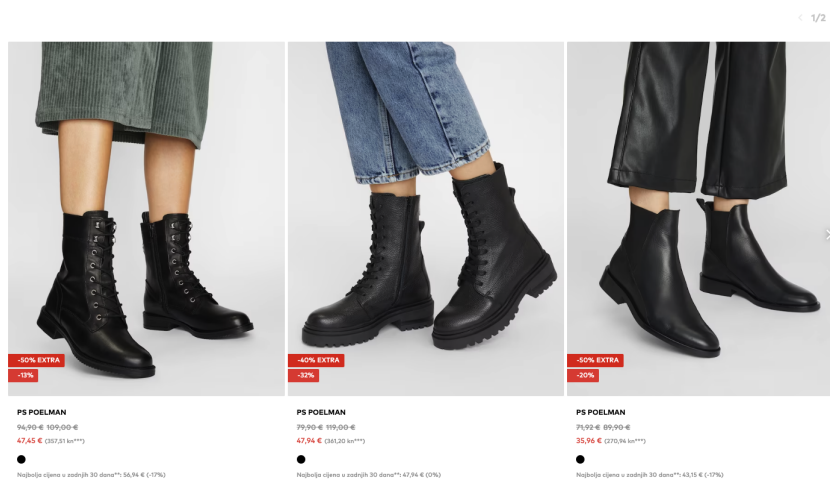 1/2
-50% EXTRA
-13%
PS POELMAN
94,90 € 109,00 €
47,45 € (357,51 kn***)
Najbolja cijena u zadnjih 30 dana**: 56,94 € (-17%)
-40% EXTRA
-32%
PS POELMAN
79,90 € 119,00 €
47,94 € (361,20 kn***)
Najbolja cijena u zadnjih 30 dana**: 47,94 € (0%)
-50% EXTRA
-20%
PS POELMAN
71,92 € 89,90 €
35,96 € (270,94 kn***)
Najbolja cijena u zadnjih 30 dana**: 43,15 € (-17%)